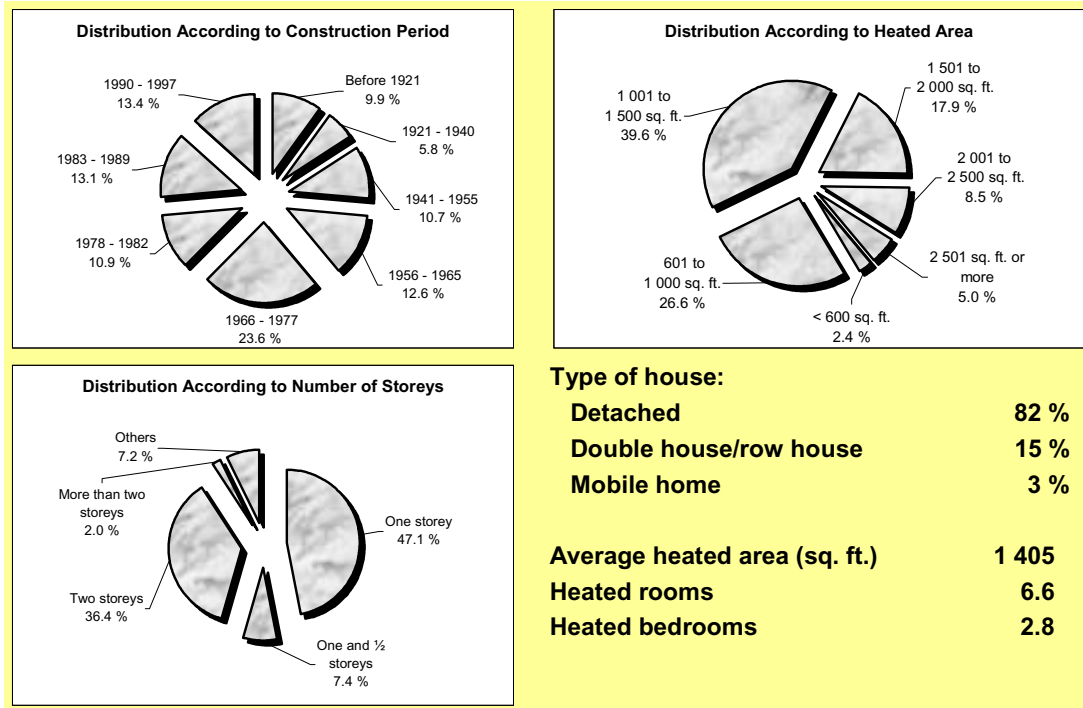 Distribution According to Construction Period
Before 1921
9.9 %
1921 - 1940
5.8 %
1941 - 1955
10.7 %
1956 - 1965
12.6 %
1966 - 1977
23.6 %
1978 - 1982
10.9 %
1983 - 1989
13.1 %
1990 - 1997
13.4 %
Distribution According to Heated Area
1 501 to
2 000 sq. ft.
17.9 %
2 001 to
2 500 sq. ft.
8.5 %
2 501 sq. ft. or
more
5.0 %
< 600 sq. ft.
2.4 %
601 to
1 000 sq. ft.
26.6 %
1 001 to
1 500 sq. ft.
39.6 %
Distribution According to Number of Storeys
One storey
47.1 %
One and ½
storeys
7.4 %
Two storeys
36.4 %
More than two
storeys
2.0 %
Others
7.2 %
Type of house:
Detached 82 %
Double house/row house 15 %
Mobile home 3 %
Average heated area (sq. ft.) 1 405
Heated rooms 6.6
Heated bedrooms 2.8